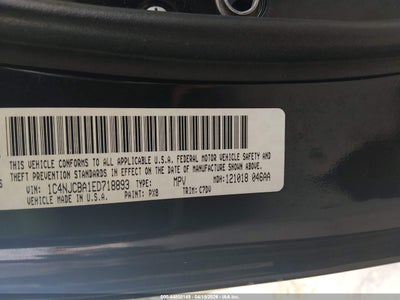 THIS VEHICLE CONFORMS TO ALL APPLICABLE U.S.A. FEDERAL MOTOR VEHICLE SAFETY AND
THEFT PREVENTION STANDARDS IN EFFECT ON THE DATE OF MANUFACTURE SHOWN ABOVE.
VIN: 1C4NJCBA1ED718893 TYPE: MPV MDH: 121018 046AA
VEHICLE MADE IN U.S.A. PAINT: PXB TRIM: C7DV